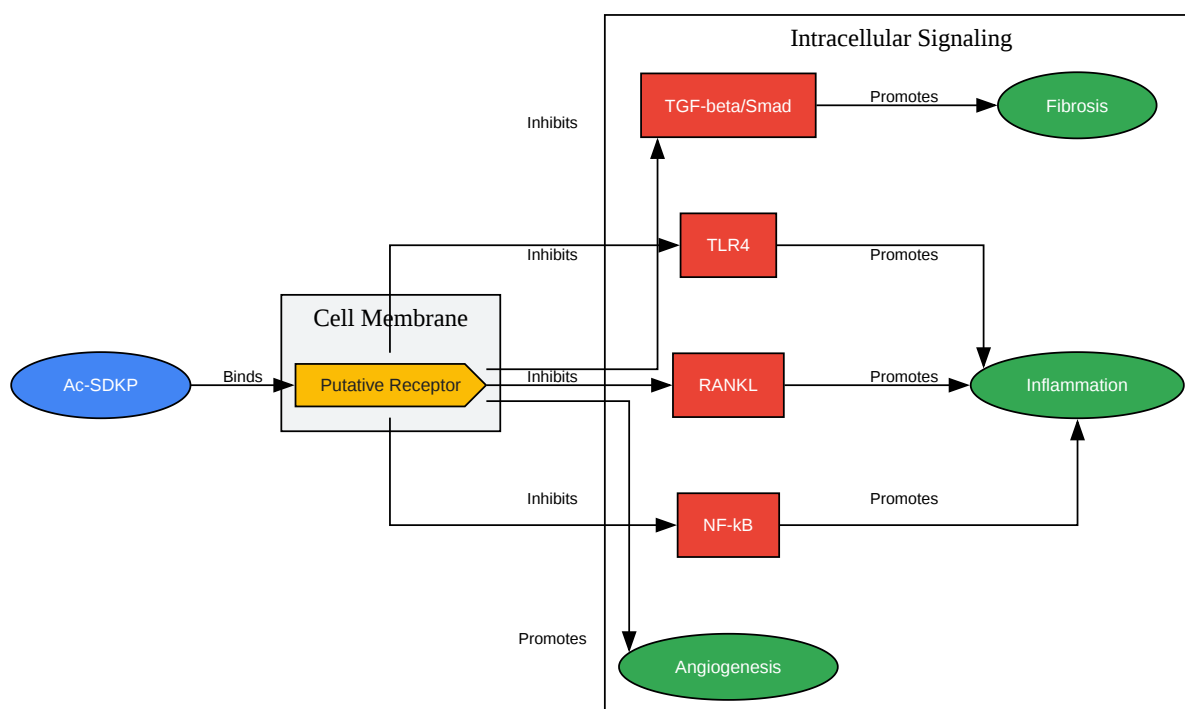 Intracellular Signaling
TGF-beta/Smad
Promotes
Fibrosis
Inhibits
TLR4
Inhibits
Promotes
Cell Membrane
Ac-SDKP
Binds
Putative Receptor
Inhibits
RANKL
Promotes
Inflammation
Inhibits
NF-kB
Promotes
Promotes
Angiogenesis